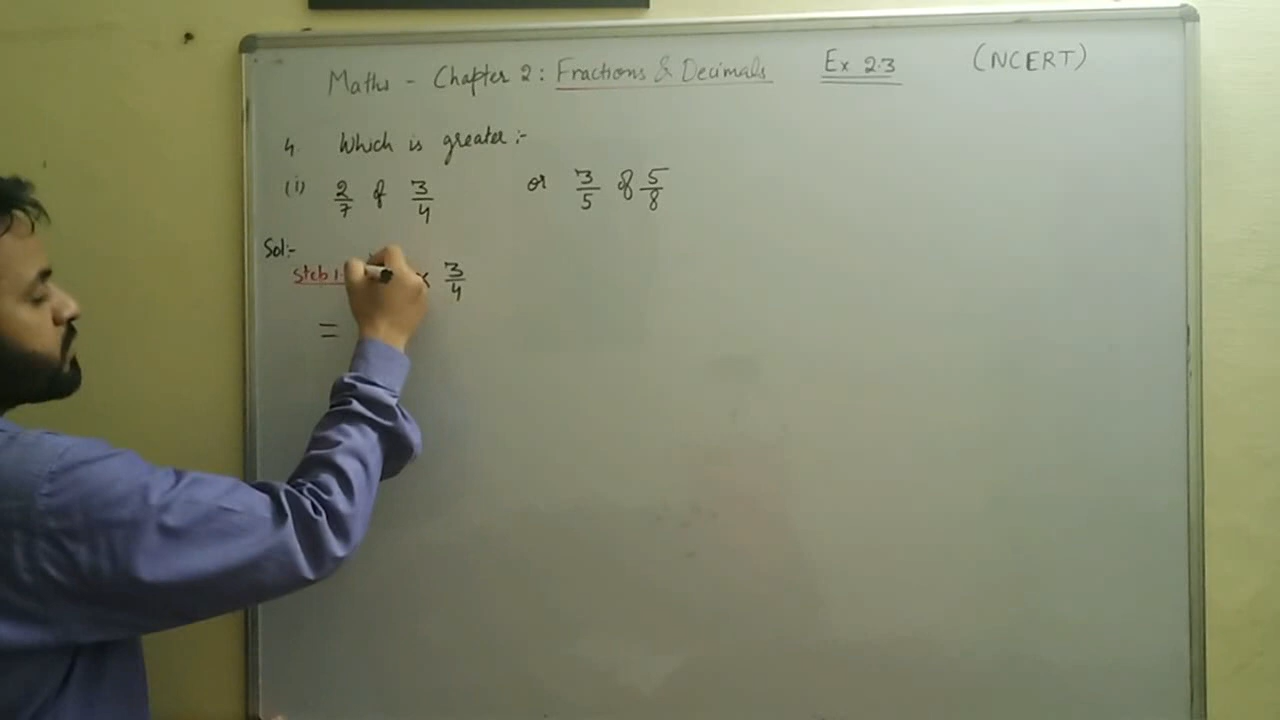 Maths - Chapter 2: Fractions & Decimals Ex 2.3 (NCERT)
4. Which is greater:-
(i) 2/7 of 3/4 or 3/5 of 5/8
Sol:-
Step 1:- × 3/4
=